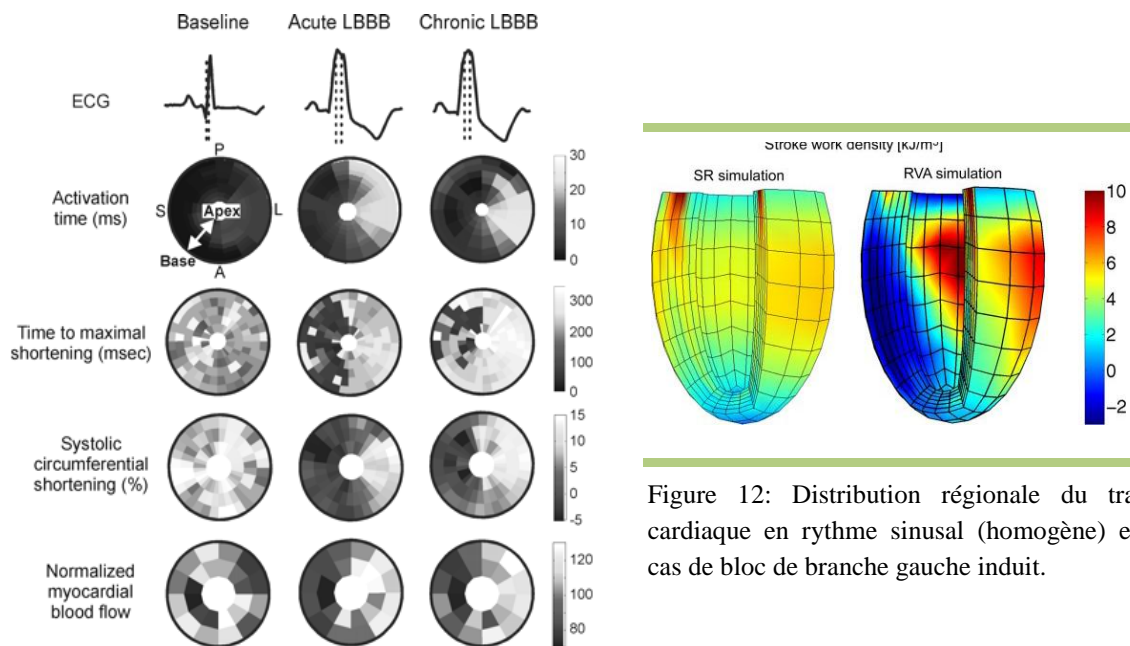 Baseline Acute LBBB Chronic LBBB
ECG
P
Activation
time (ms)
S Apex L
Base
A
30
20
10
0
Time to maximal
shortening (msec)
300
200
100
0
Systolic
circumferential
shortening (%)
15
10
5
0
-5
Normalized
myocardial
blood flow
120
100
80
Stroke work density [kJ/m³]
SR simulation RVA simulation
10
8
6
4
2
0
−2
Figure 12: Distribution régionale du tra
cardiaque en rythme sinusal (homogène) e
cas de bloc de branche gauche induit.